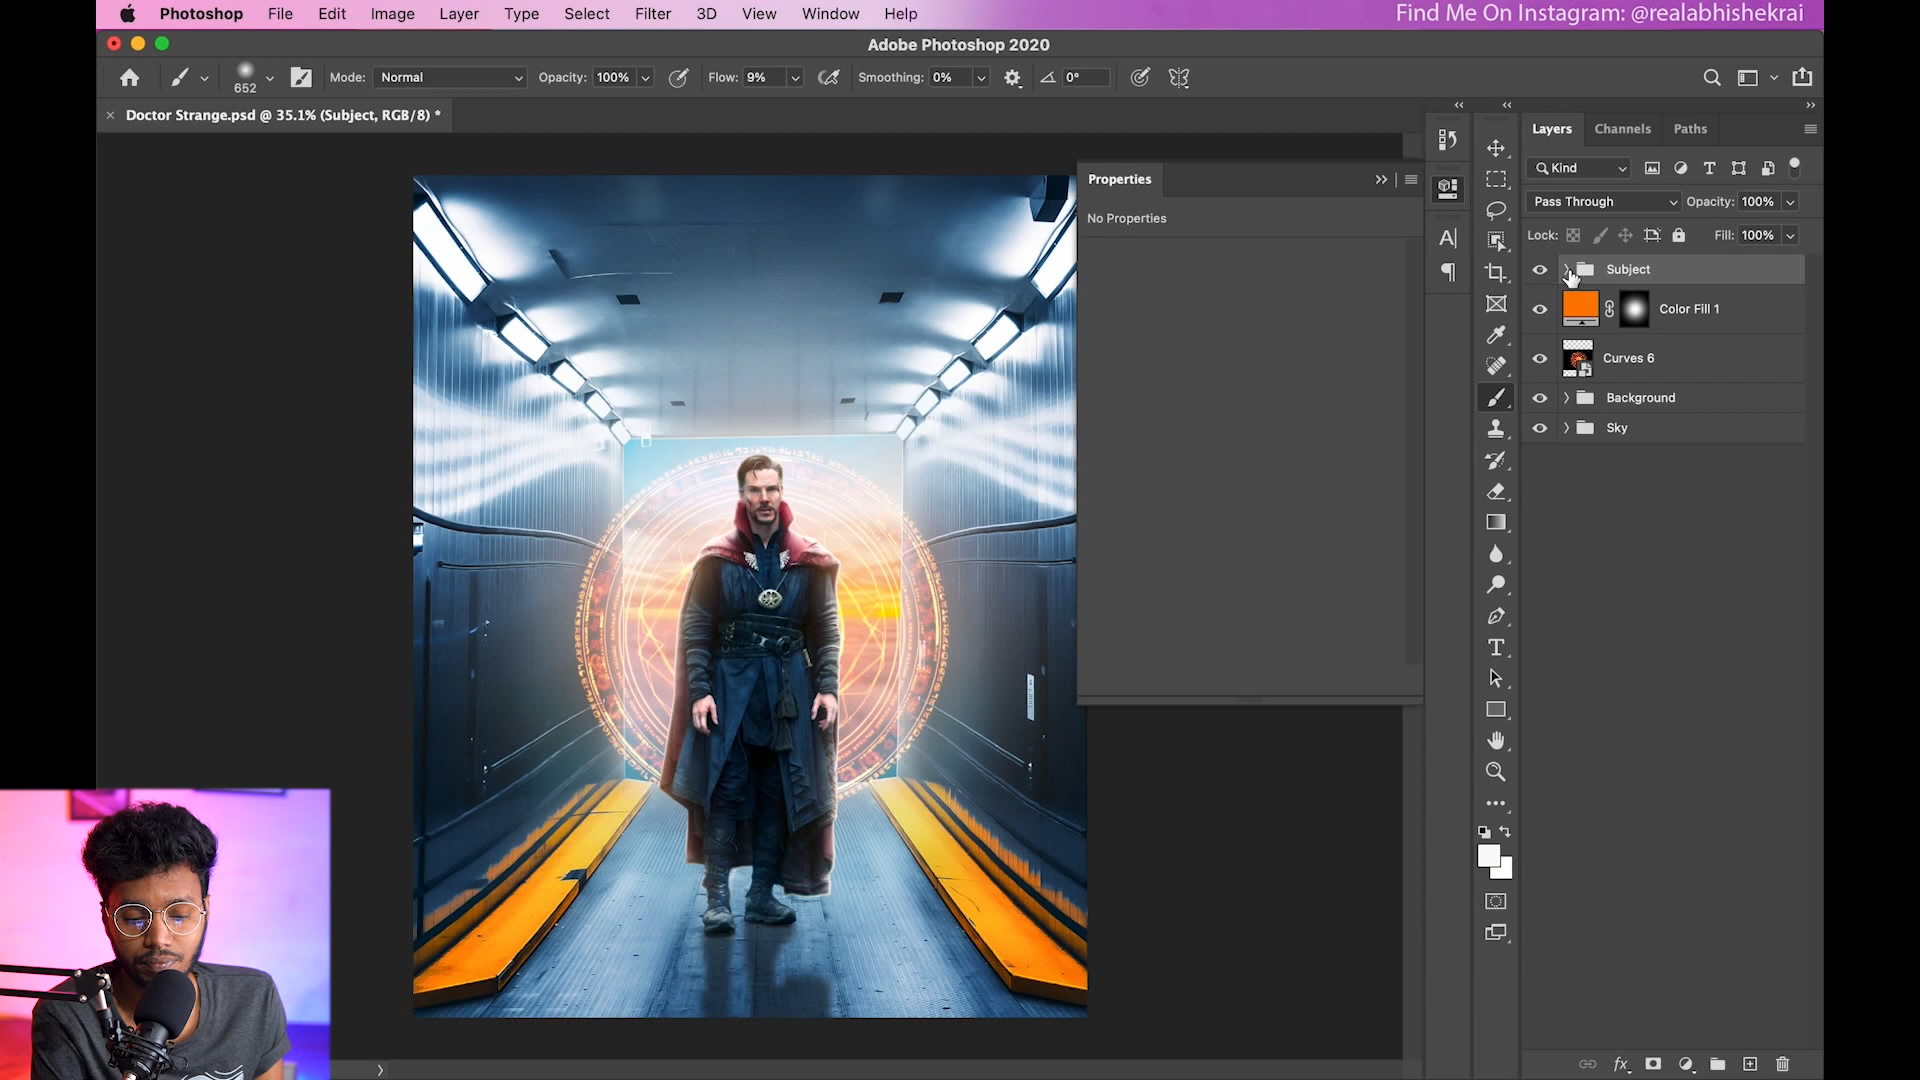 Photoshop File Edit Image Layer Type Select Filter 3D View Window Help
Find Me On Instagram: @realabhishekrai
Adobe Photoshop 2020
652
Mode: Normal
Opacity: 100%
Flow: 9%
Smoothing: 0%
0°
Doctor Strange.psd @ 35.1% (Subject, RGB/8) *
Properties
No Properties
Layers Channels Paths
Kind
Pass Through
Opacity: 100%
Lock:
Fill: 100%
Subject
Color Fill 1
Curves 6
Background
Sky